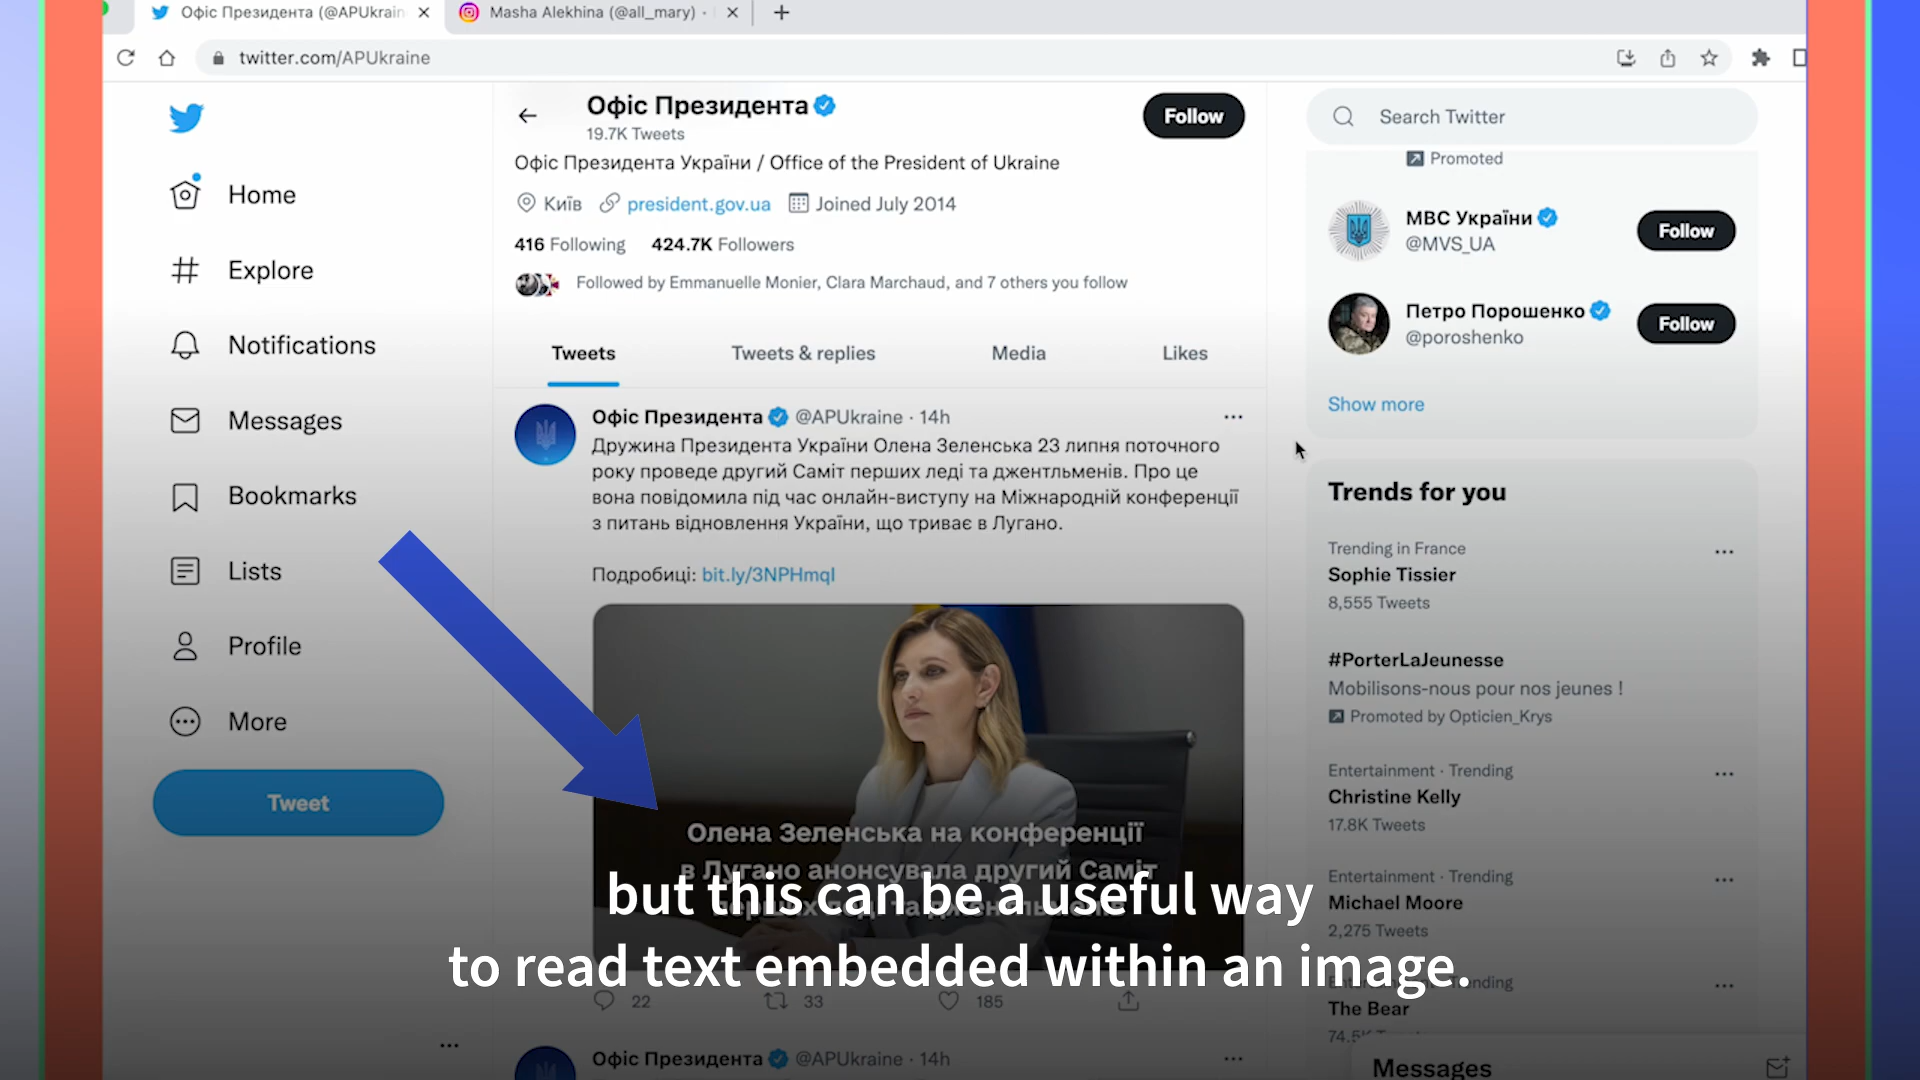 Офіс Президента (@APUkrain
Masha Alekhina (@all_mary) ·
twitter.com/APUkraine
Офіс Президента
19.7K Tweets
Follow
Офіс Президента України / Office of the President of Ukraine
Київ president.gov.ua Joined July 2014
416 Following 424.7K Followers
Followed by Emmanuelle Monier, Clara Marchaud, and 7 others you follow
Tweets Tweets & replies Media Likes
Home
Explore
Notifications
Messages
Bookmarks
Lists
Profile
More
Tweet
Офіс Президента @APUkraine · 14h
Дружина Президента України Олена Зеленська 23 липня поточного
року проведе другий Саміт перших леді та джентльменів. Про це
вона повідомила під час онлайн-виступу на Міжнародній конференції
з питань відновлення України, що триває в Лугано.
Подробиці: bit.ly/3NPHmqI
Олена Зеленська на конференції
в Лугано анонсувала другий Саміт
but this can be a useful way
to read text embedded within an image.
22 33 185
Офіс Президента @APUkraine · 14h
Search Twitter
Promoted
МВС України
@MVS_UA
Follow
Петро Порошенко
@poroshenko
Follow
Show more
Trends for you
Trending in France
Sophie Tissier
8,555 Tweets
#PorterLaJeunesse
Mobilisons-nous pour nos jeunes !
Promoted by Opticien_Krys
Entertainment · Trending
Christine Kelly
17.8K Tweets
Entertainment · Trending
Michael Moore
2,275 Tweets
The Bear
Messages